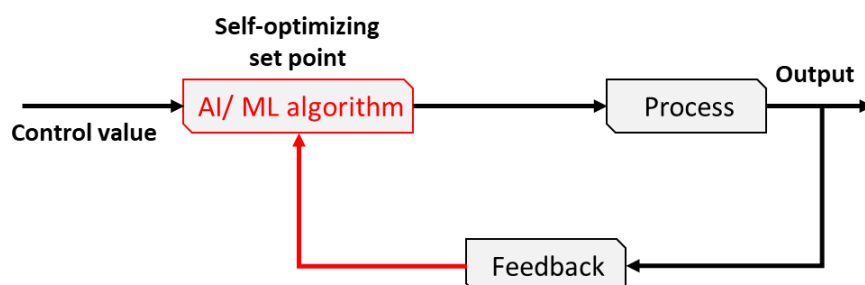 Self-optimizing
set point
Output
AI/ ML algorithm
Process
Control value
Feedback